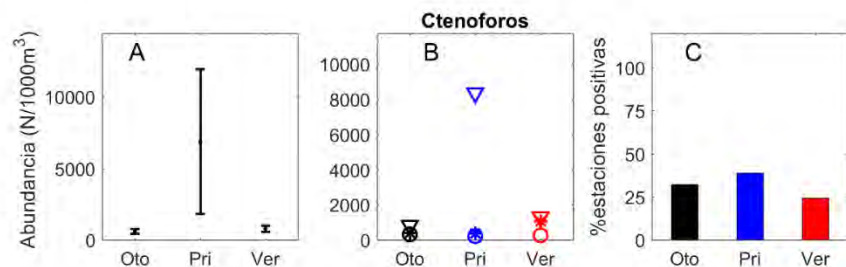 Ctenoforos
A
Abundancia (N/1000m³)
10000
5000
0
Oto Pri Ver
B
10000
8000
6000
4000
2000
0
Oto Pri Ver
C
%estaciones positivas
100
75
50
25
0
Oto Pri Ver